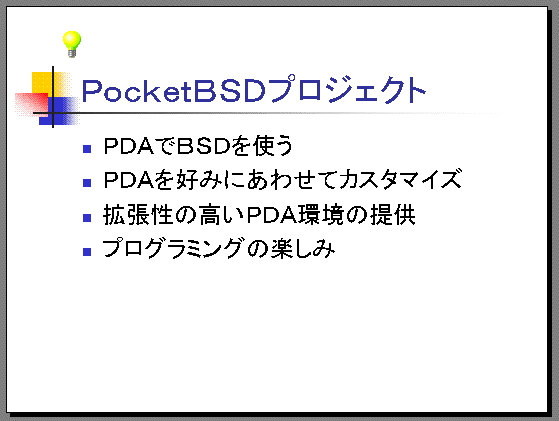 PocketBSDプロジェクト
PDAでBSDを使う
PDAを好みにあわせてカスタマイズ
拡張性の高いPDA環境の提供
プログラミングの楽しみ